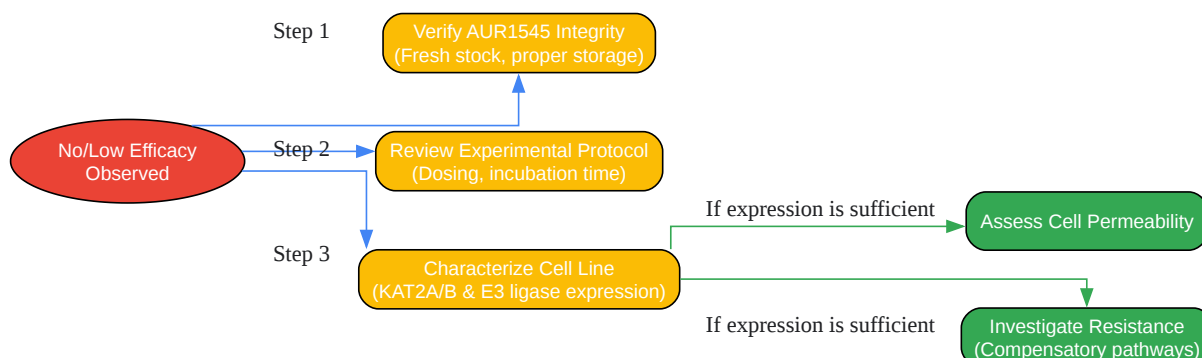 Step 1
Verify AUR1545 Integrity
(Fresh stock, proper storage)
No/Low Efficacy
Observed
Step 2
Review Experimental Protocol
(Dosing, incubation time)
Step 3
Characterize Cell Line
(KAT2A/B & E3 ligase expression)
If expression is sufficient
Assess Cell Permeability
If expression is sufficient
Investigate Resistance
(Compensatory pathways)